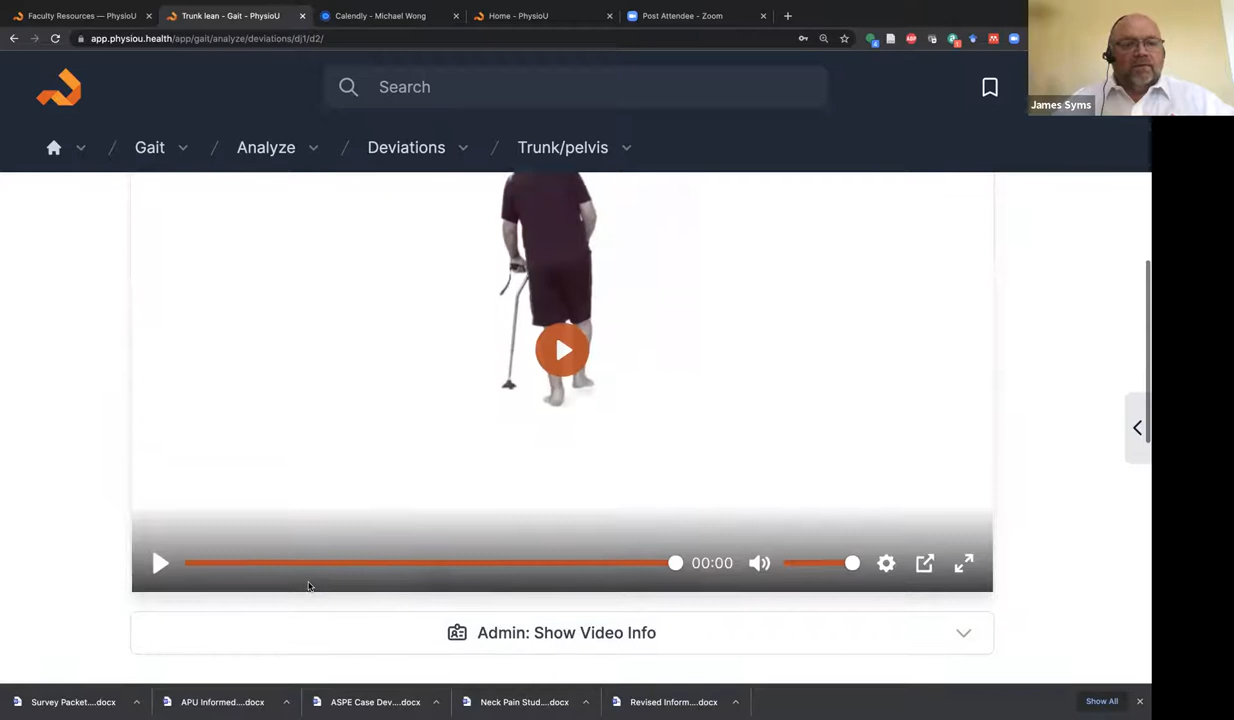 Faculty Resources — PhysioU
Trunk lean - Gait - PhysioU
Calendly - Michael Wong
Home - PhysioU
Post Attendee - Zoom
app.physiou.health/app/gait/analyze/deviations/dj1/d2/
James Syms
Search
/ Gait / Analyze / Deviations / Trunk/pelvis
00:00
Admin: Show Video Info
Survey Packet....docx
APU Informed....docx
ASPE Case Dev....docx
Neck Pain Stud....docx
Revised Inform....docx
Show All